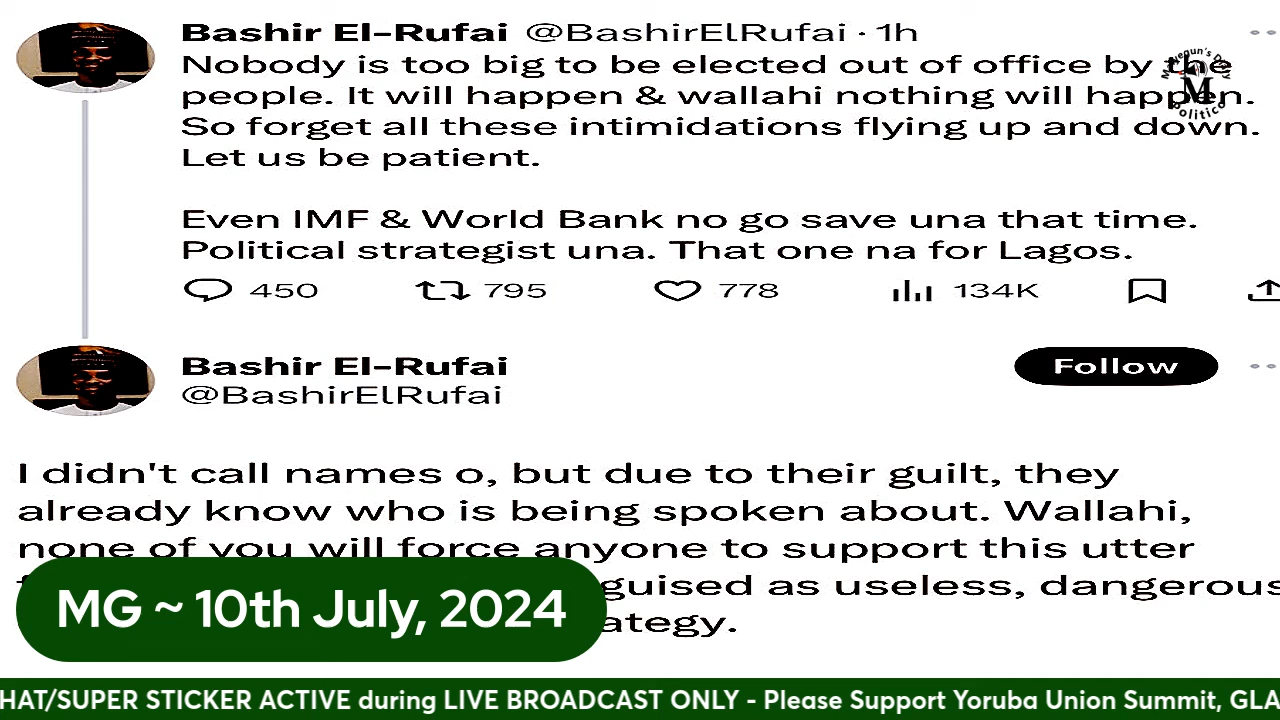 Bashir El-Rufai @BashirElRufai · 1h
Nobody is too big to be elected out of office by the
people. It will happen & wallahi nothing will happen.
So forget all these intimidations flying up and down.
Let us be patient.
Even IMF & World Bank no go save una that time.
Political strategist una. That one na for Lagos.
450 795 778 134K
Bashir El-Rufai
@BashirElRufai
Follow
I didn't call names o, but due to their guilt, they
already know who is being spoken about. Wallahi,
none of you will force anyone to support this utter
guised as useless, dangerous
ategy.
MG ~ 10th July, 2024
HAT/SUPER STICKER ACTIVE during LIVE BROADCAST ONLY - Please Support Yoruba Union Summit, GLA